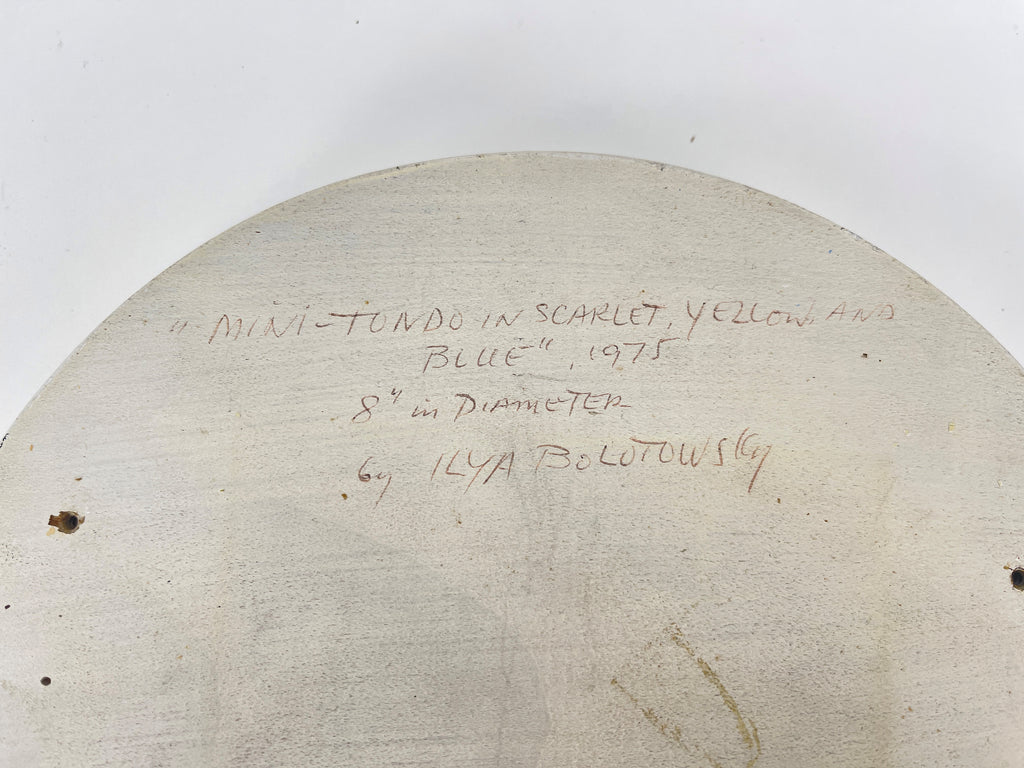 "MINI-TONDO IN SCARLET, YELLOW AND
BLUE", 1975
8" in DIAMETER
by ILYA BOLOTOWSKy